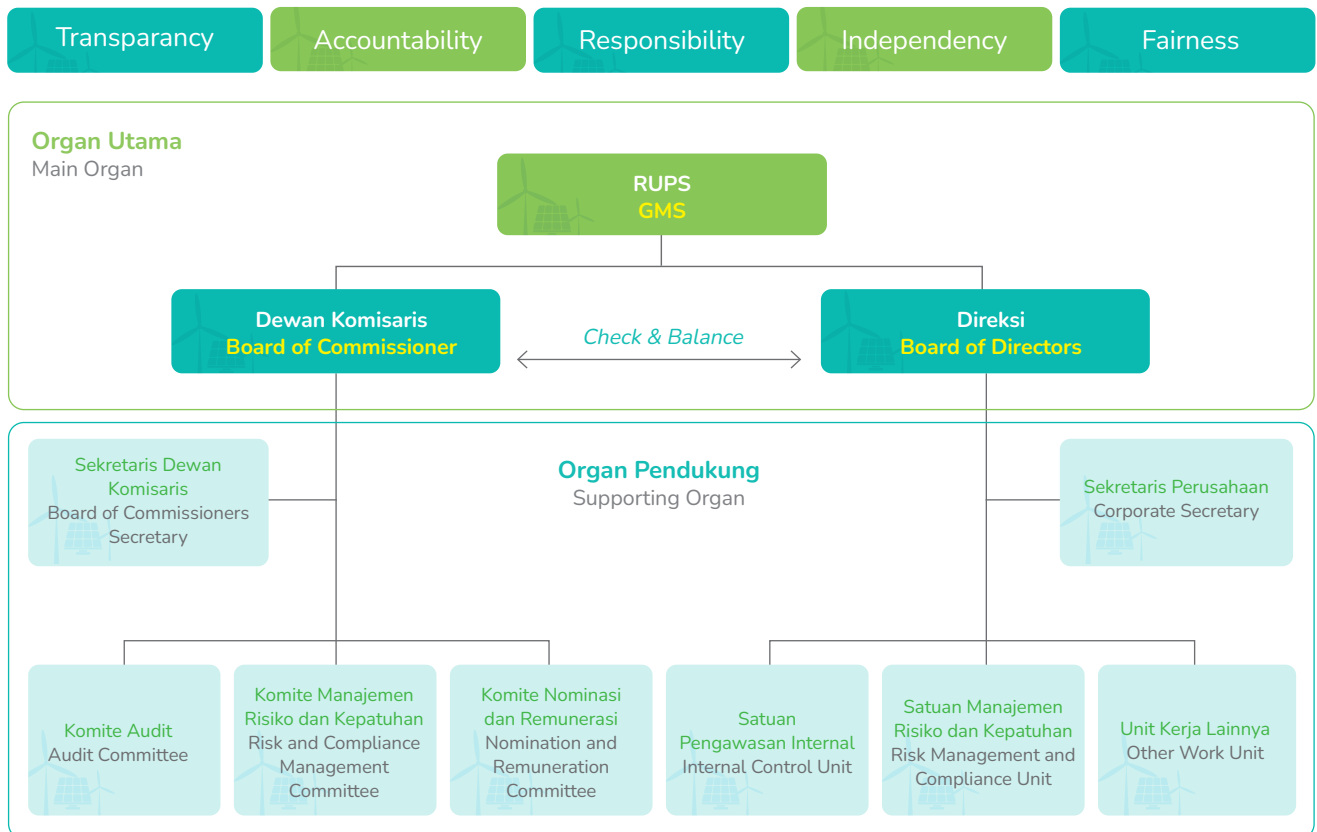 Transparancy
Accountability
Responsibility
Independency
Fairness
Organ Utama
Main Organ
RUPS
GMS
Dewan Komisaris
Board of Commissioner
Check & Balance
Direksi
Board of Directors
Sekretaris Dewan
Komisaris
Board of Commissioners
Secretary
Organ Pendukung
Supporting Organ
Sekretaris Perusahaan
Corporate Secretary
Komite Audit
Audit Committee
Komite Manajemen
Risiko dan Kepatuhan
Risk and Compliance
Management
Committee
Komite Nominasi
dan Remunerasi
Nomination and
Remuneration
Committee
Satuan
Pengawasan Internal
Internal Control Unit
Satuan Manajemen
Risiko dan Kepatuhan
Risk Management and
Compliance Unit
Unit Kerja Lainnya
Other Work Unit